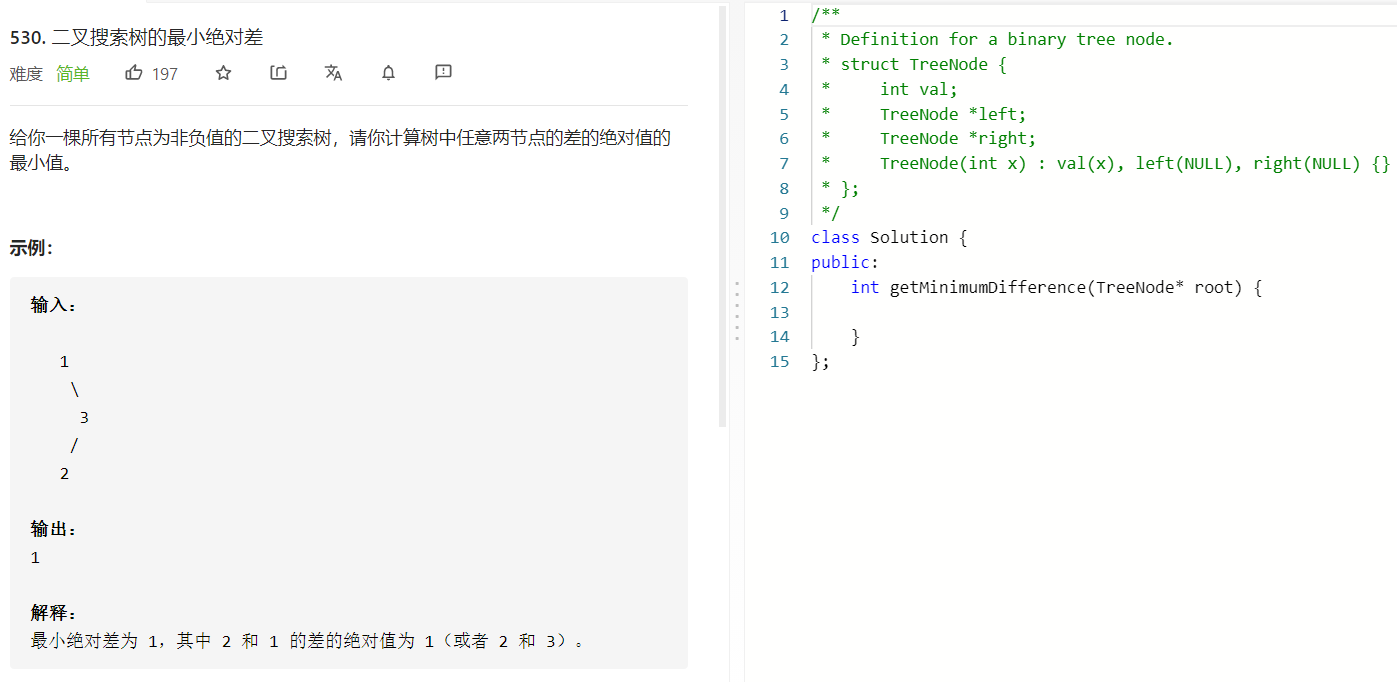 530. 二叉搜索树的最小绝对差
难度 简单 197
给你一棵所有节点为非负值的二叉搜索树，请你计算树中任意两节点的差的绝对值的
最小值。
示例：
输入：
1
\
3
/
2
输出：
1
解释：
最小绝对差为 1，其中 2 和 1 的差的绝对值为 1（或者 2 和 3）。
1 /**
2  * Definition for a binary tree node.
3  * struct TreeNode {
4  *     int val;
5  *     TreeNode *left;
6  *     TreeNode *right;
7  *     TreeNode(int x) : val(x), left(NULL), right(NULL) {}
8  * };
9  */
10 class Solution {
11 public:
12     int getMinimumDifference(TreeNode* root) {
13
14     }
15 };